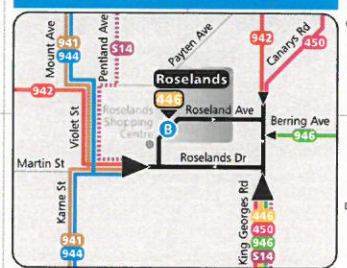 Mount Ave
941
944
Pentland Ave
S14
Payten Ave
942
Canarys Rd
450
Roselands
446
942
Violet St
Roselands
Shopping
Centre
B
Roseland Ave
Berring Ave
946
Martin St
Roselands Dr
Karne St
941
944
King Georges Rd
446
450
946
S14